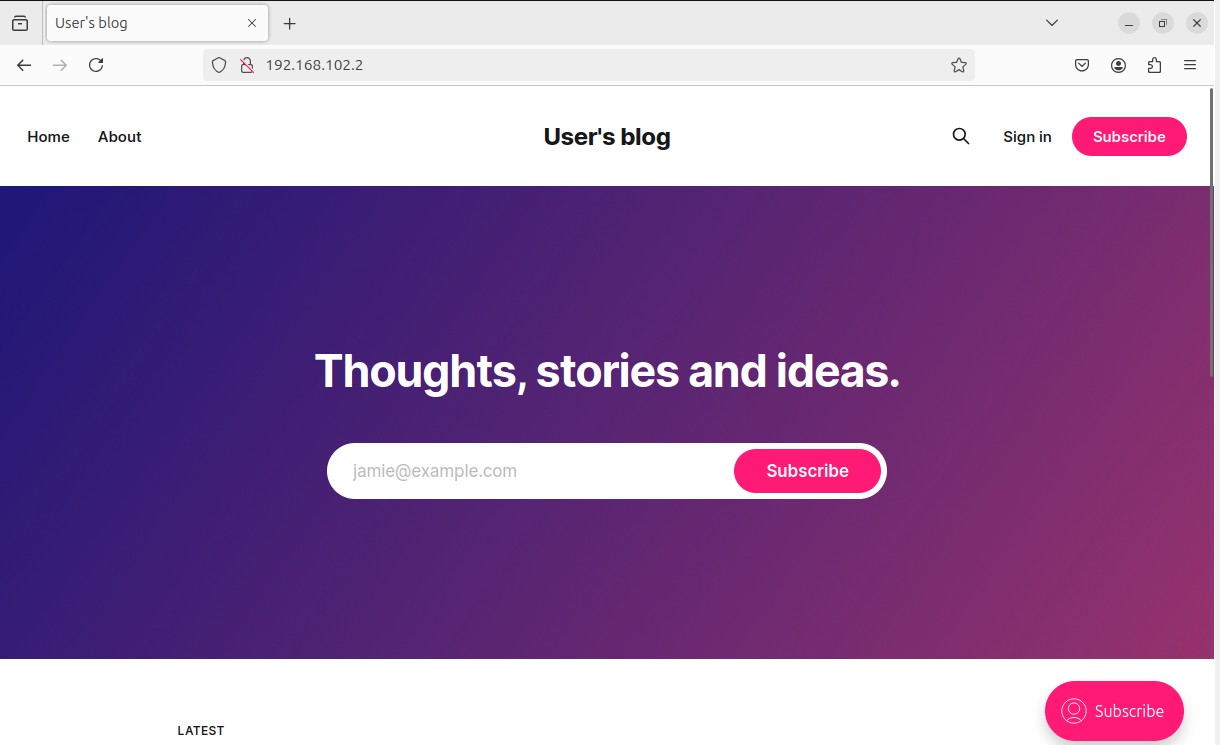 User's blog
192.168.102.2
Home
About
User's blog
Sign in
Subscribe
Thoughts, stories and ideas.
jamie@example.com
Subscribe
LATEST
Subscribe